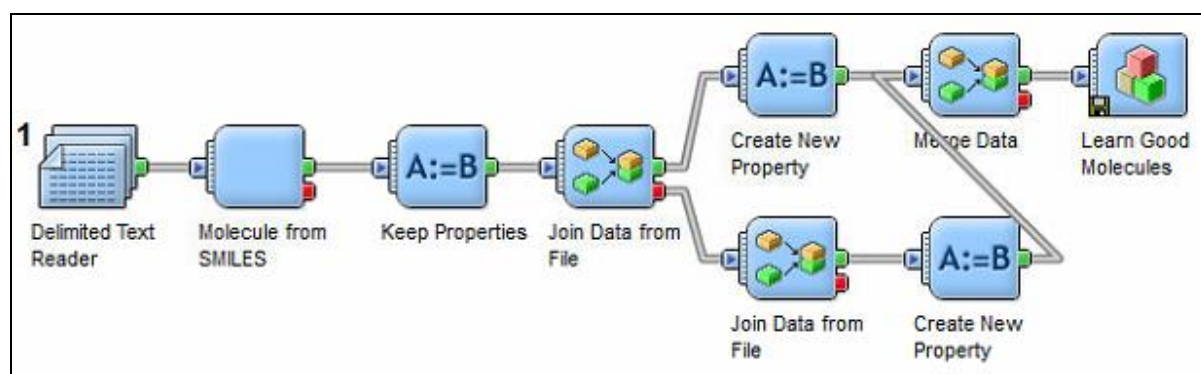 1
Delimited Text
Reader
Molecule from
SMILES
A:=B
Keep Properties
Join Data from
File
A:=B
Create New
Property
Merge Data
Learn Good
Molecules
Join Data from
File
A:=B
Create New
Property